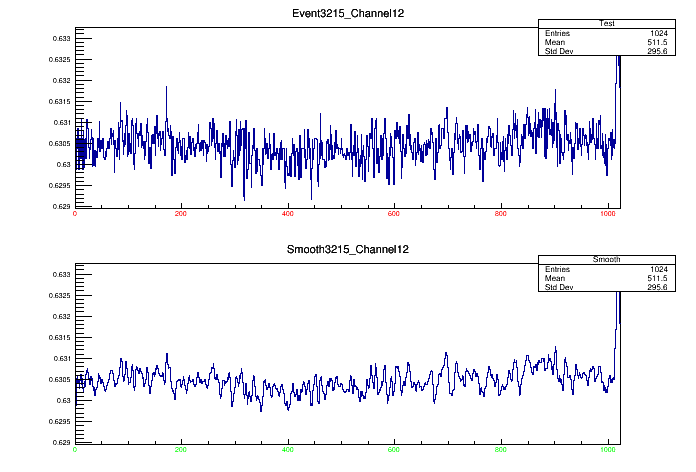 Event3215_Channel12
Test
Entries 1024
Mean 511.5
Std Dev 295.6
0.633
0.6325
0.632
0.6315
0.631
0.6305
0.63
0.6295
0.629
0 200 400 600 800 1000
Smooth3215_Channel12
Smooth
Entries 1024
Mean 511.5
Std Dev 295.6
0.633
0.6325
0.632
0.6315
0.631
0.6305
0.63
0.6295
0.629
0 200 400 600 800 1000